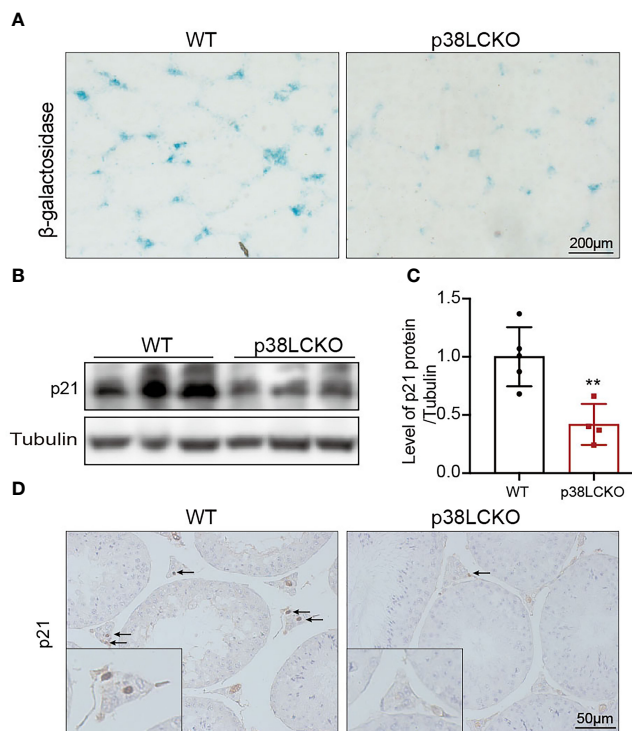 A
WT
p38LCKO
β-galactosidase
200μm
B
C
WT
p38LCKO
p21
Tubulin
Level of p21 protein
/Tubulin
1.5
1.0
0.5
0.0
**
WT
p38LCKO
D
WT
p38LCKO
p21
50μm